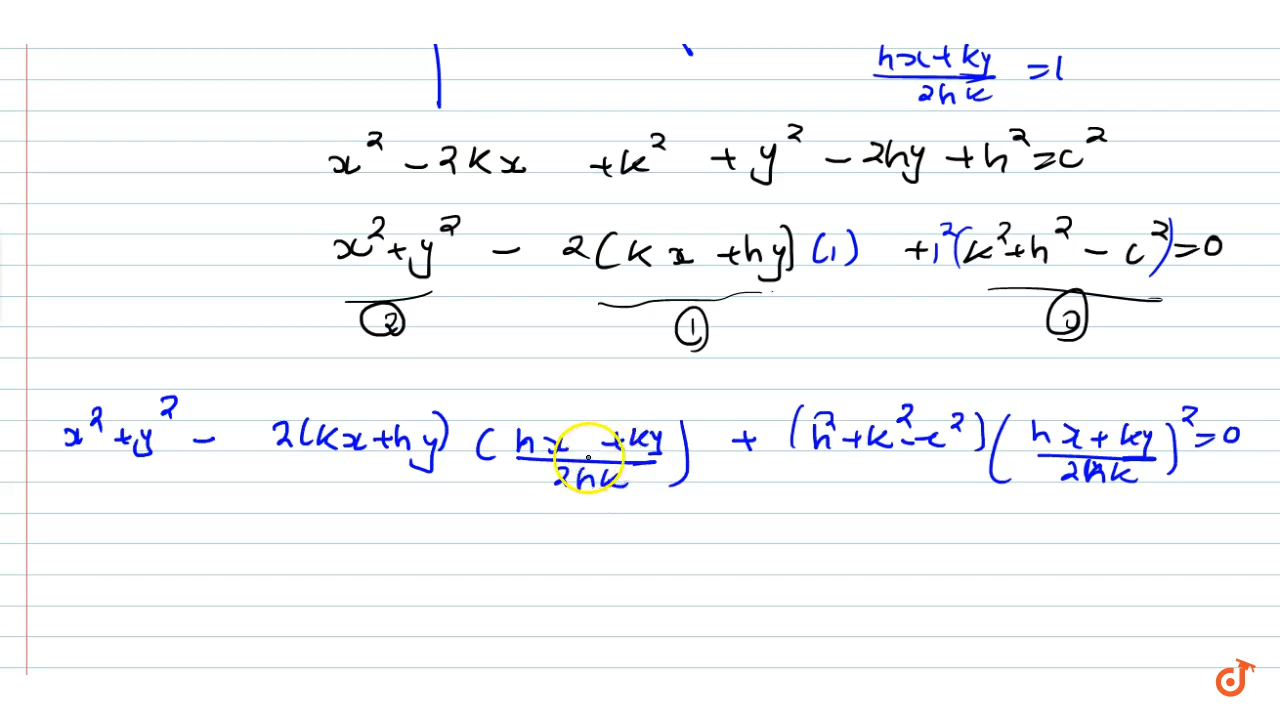 hx+ky/2hk =1
x² - 2kx +k² + y² - 2hy + h² = c²
x²+y² - 2(kx +hy)(1) +1²(k²+h² - c²)=0
② ① ⓪
x²+y² - 2(kx+hy)(hx+ky/2hk) + (h²+k²-c²)(hx+ky/2hk)²=0